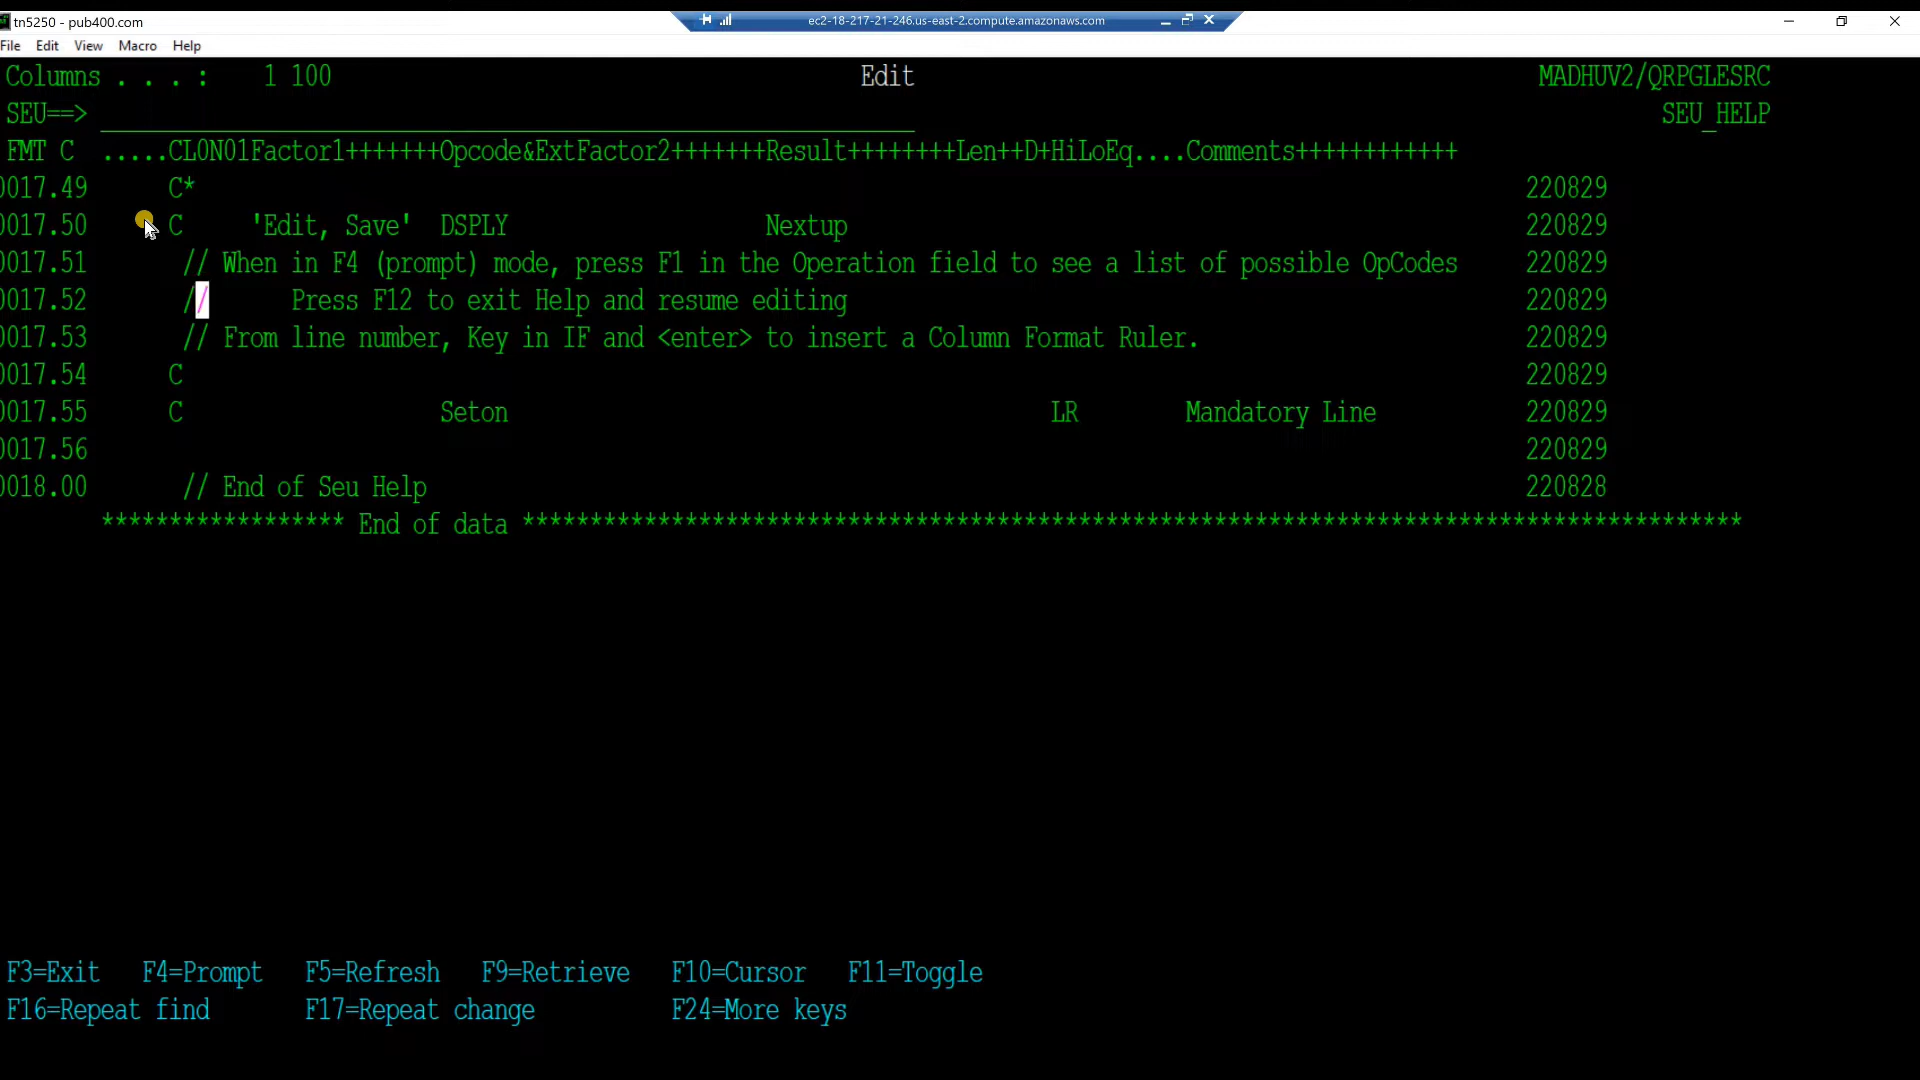 tn5250 - pub400.com
ec2-18-217-21-246.us-east-2.compute.amazonaws.com
File Edit View Macro Help
Columns . . . : 1 100 Edit MADHUV2/QRPGLESRC
SEU==> SEU_HELP
FMT C .....CL0N01Factor1+++++++Opcode&ExtFactor2+++++++Result++++++++Len++D+HiLoEq....Comments++++++++++++
0017.49 C* 220829
0017.50 C 'Edit, Save' DSPLY Nextup 220829
0017.51 // When in F4 (prompt) mode, press F1 in the Operation field to see a list of possible OpCodes 220829
0017.52 // Press F12 to exit Help and resume editing 220829
0017.53 // From line number, Key in IF and <enter> to insert a Column Format Ruler. 220829
0017.54 C 220829
0017.55 C Seton LR Mandatory Line 220829
0017.56 220829
0018.00 // End of Seu Help 220828
****************** End of data ******************************************************************************************
F3=Exit F4=Prompt F5=Refresh F9=Retrieve F10=Cursor F11=Toggle
F16=Repeat find F17=Repeat change F24=More keys